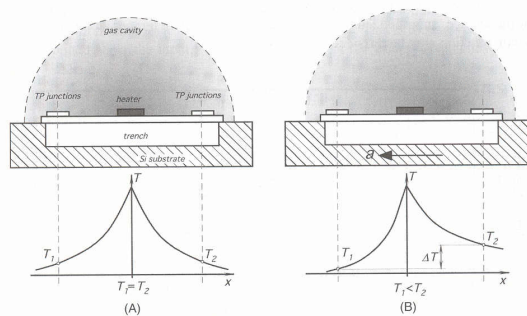 gas cavity
TP junctions
heater
TP junctions
trench
Si substrate
T
T1
T2
x
T1=T2
(A)
a
T
T1
T2
ΔT
x
T1<T2
(B)